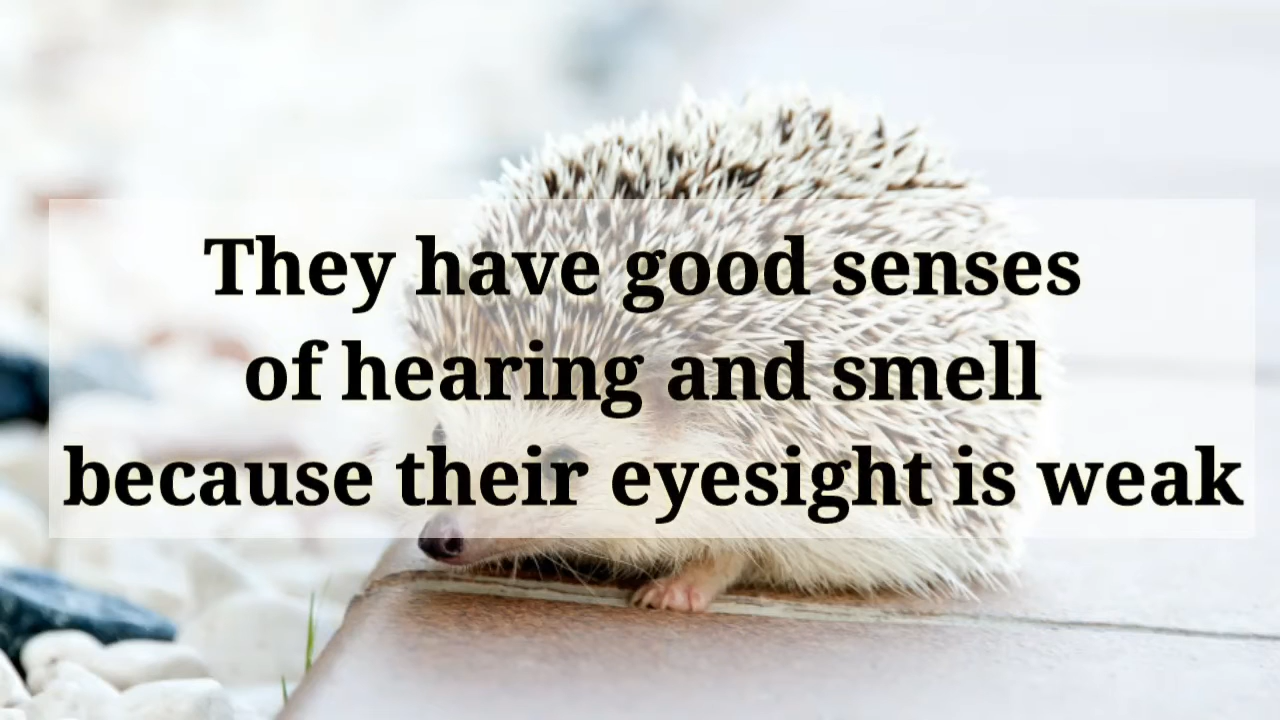 They have good senses
of hearing and smell
because their eyesight is weak